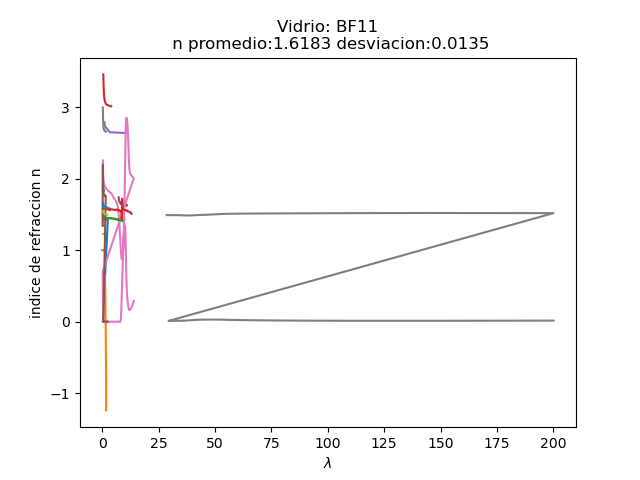 Vidrio: BF11
n promedio:1.6183 desviacion:0.0135
indice de refraccion n
3
2
1
0
−1
0 25 50 75 100 125 150 175 200
λ